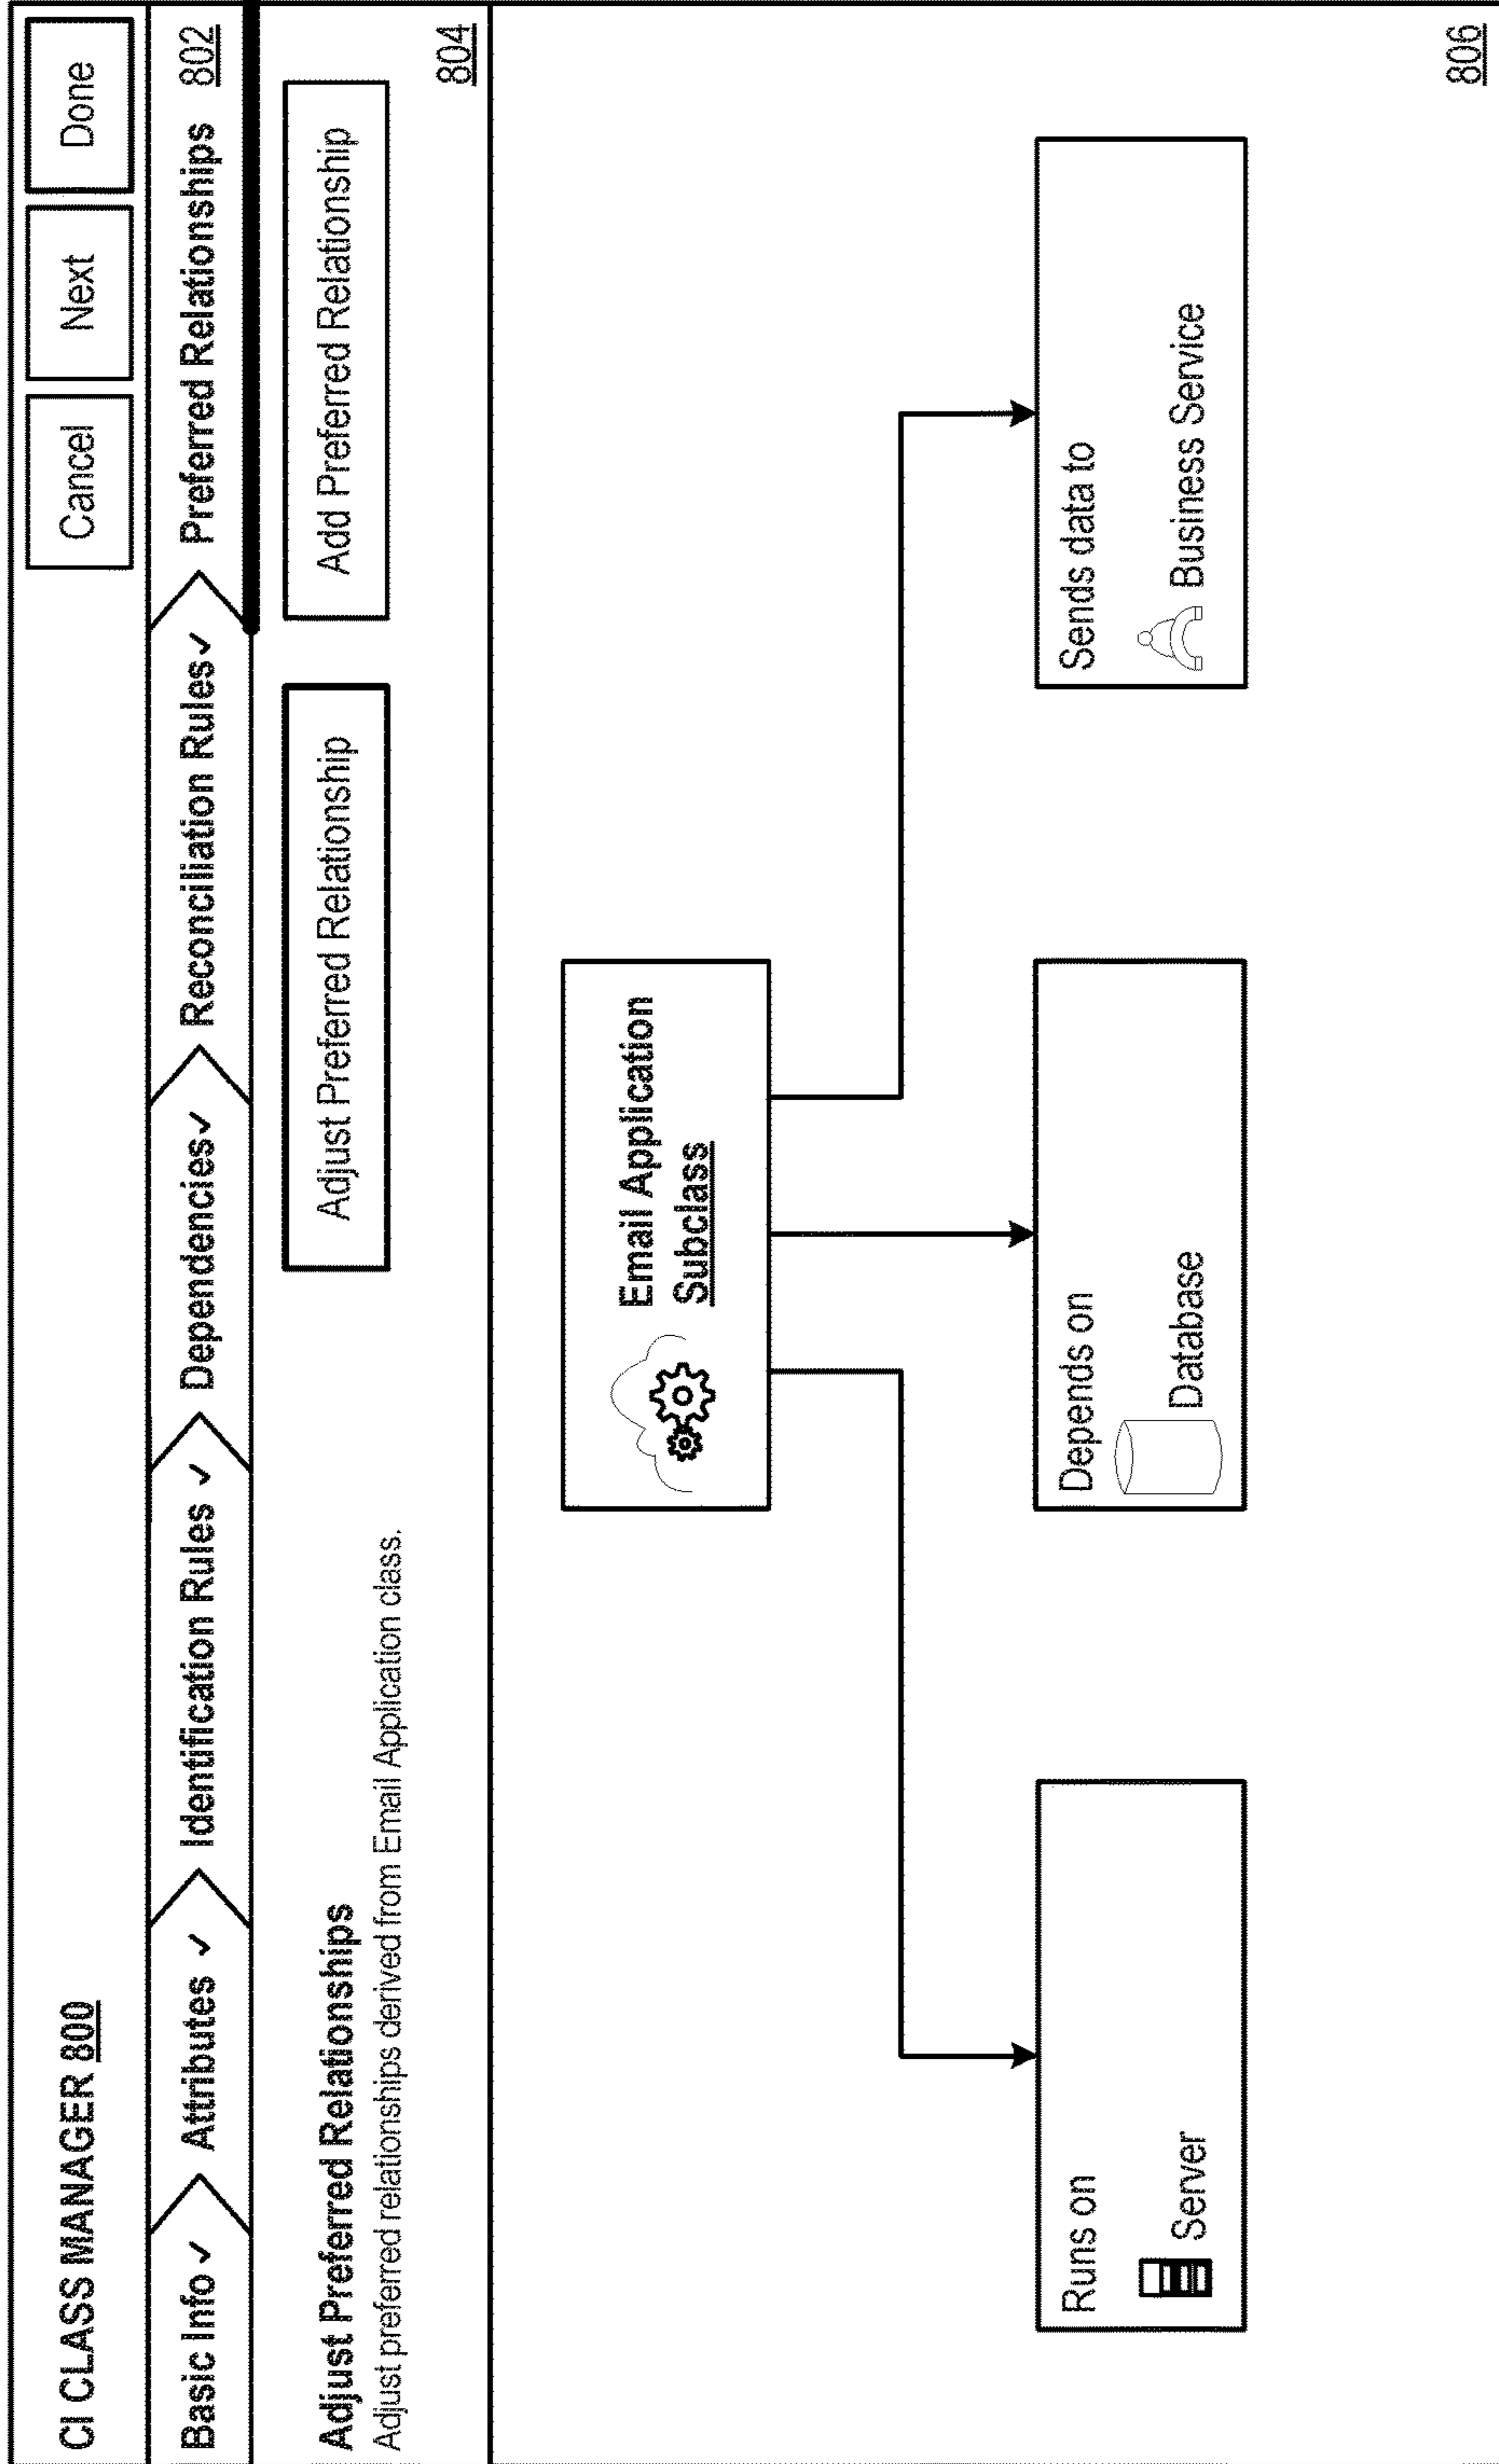 CI CLASS MANAGER 800
Cancel
Next
Done
Basic Info ✓
Attributes ✓
Identification Rules ✓
Dependencies ✓
Reconciliation Rules ✓
Preferred Relationships
802
Adjust Preferred Relationships
Adjust preferred relationships derived from Email Application class.
Adjust Preferred Relationship
Add Preferred Relationship
804
Email Application
Subclass
Runs on
Server
Depends on
Database
Sends data to
Business Service
806